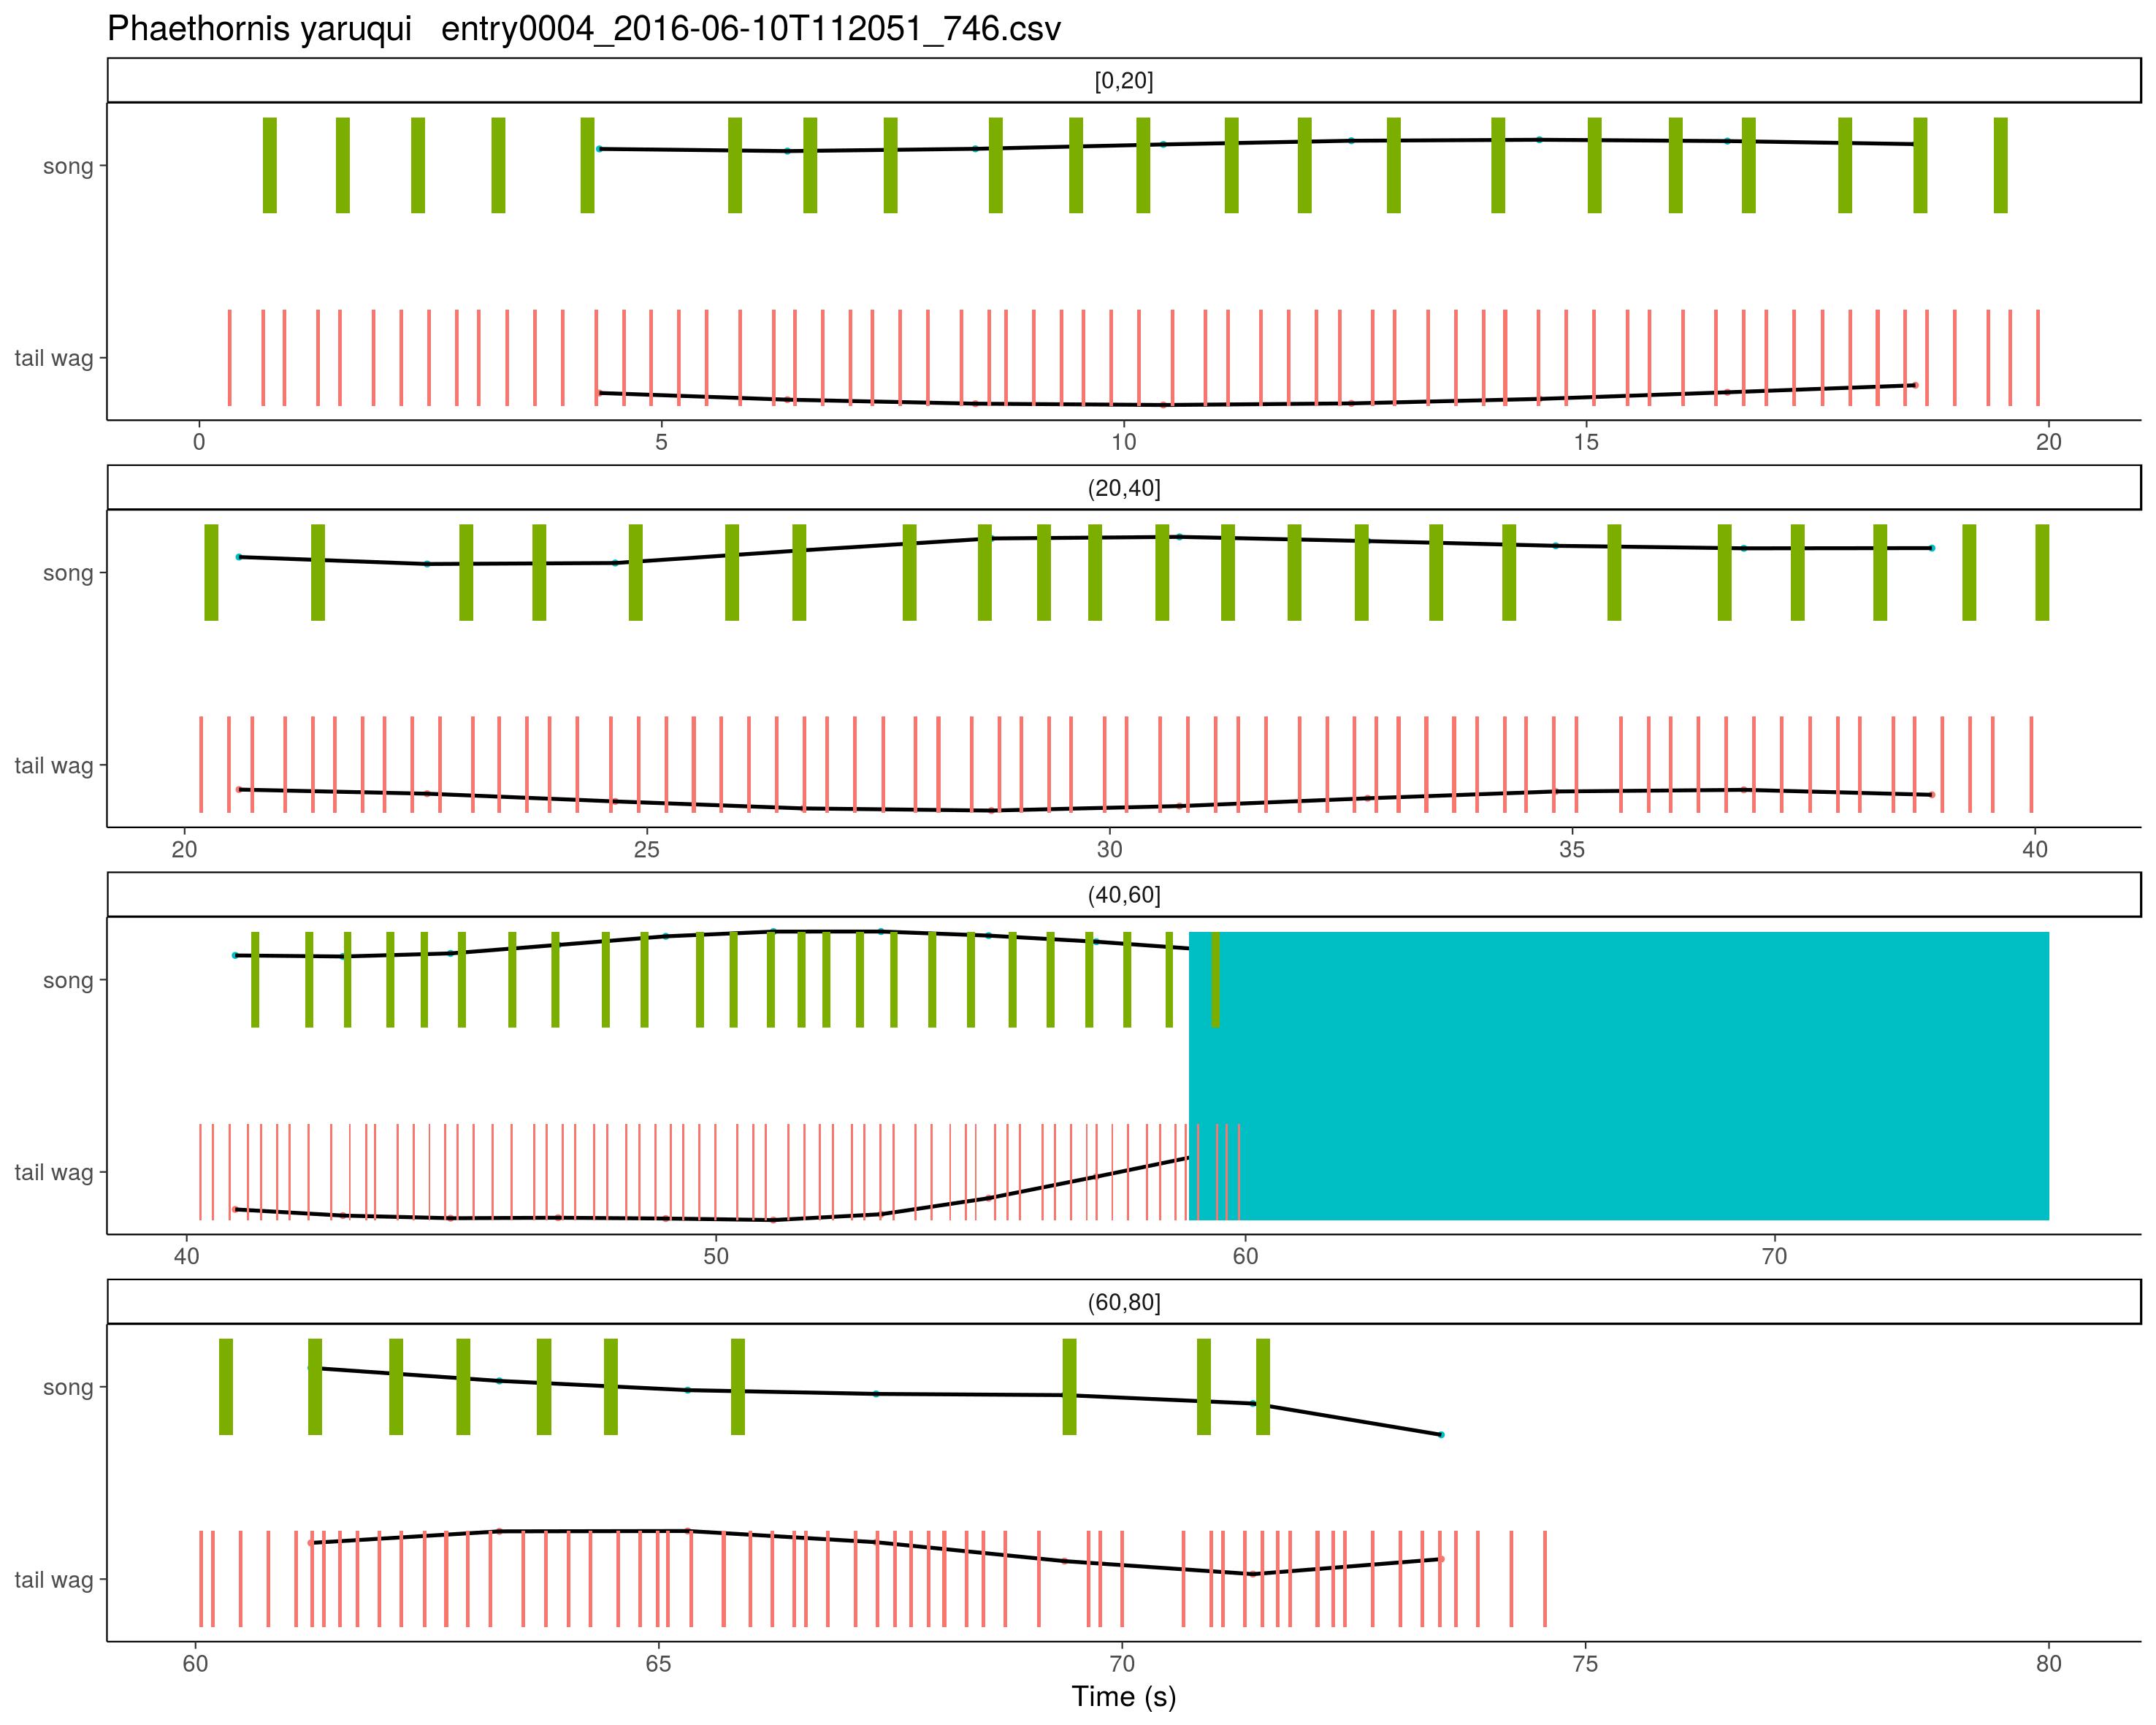 Phaethornis yaruqui   entry0004_2016-06-10T112051_746.csv
[0,20]
song
tail wag
0 5 10 15 20
(20,40]
song
tail wag
20 25 30 35 40
(40,60]
song
tail wag
40 50 60 70
(60,80]
song
tail wag
60 65 70 75 80
Time (s)